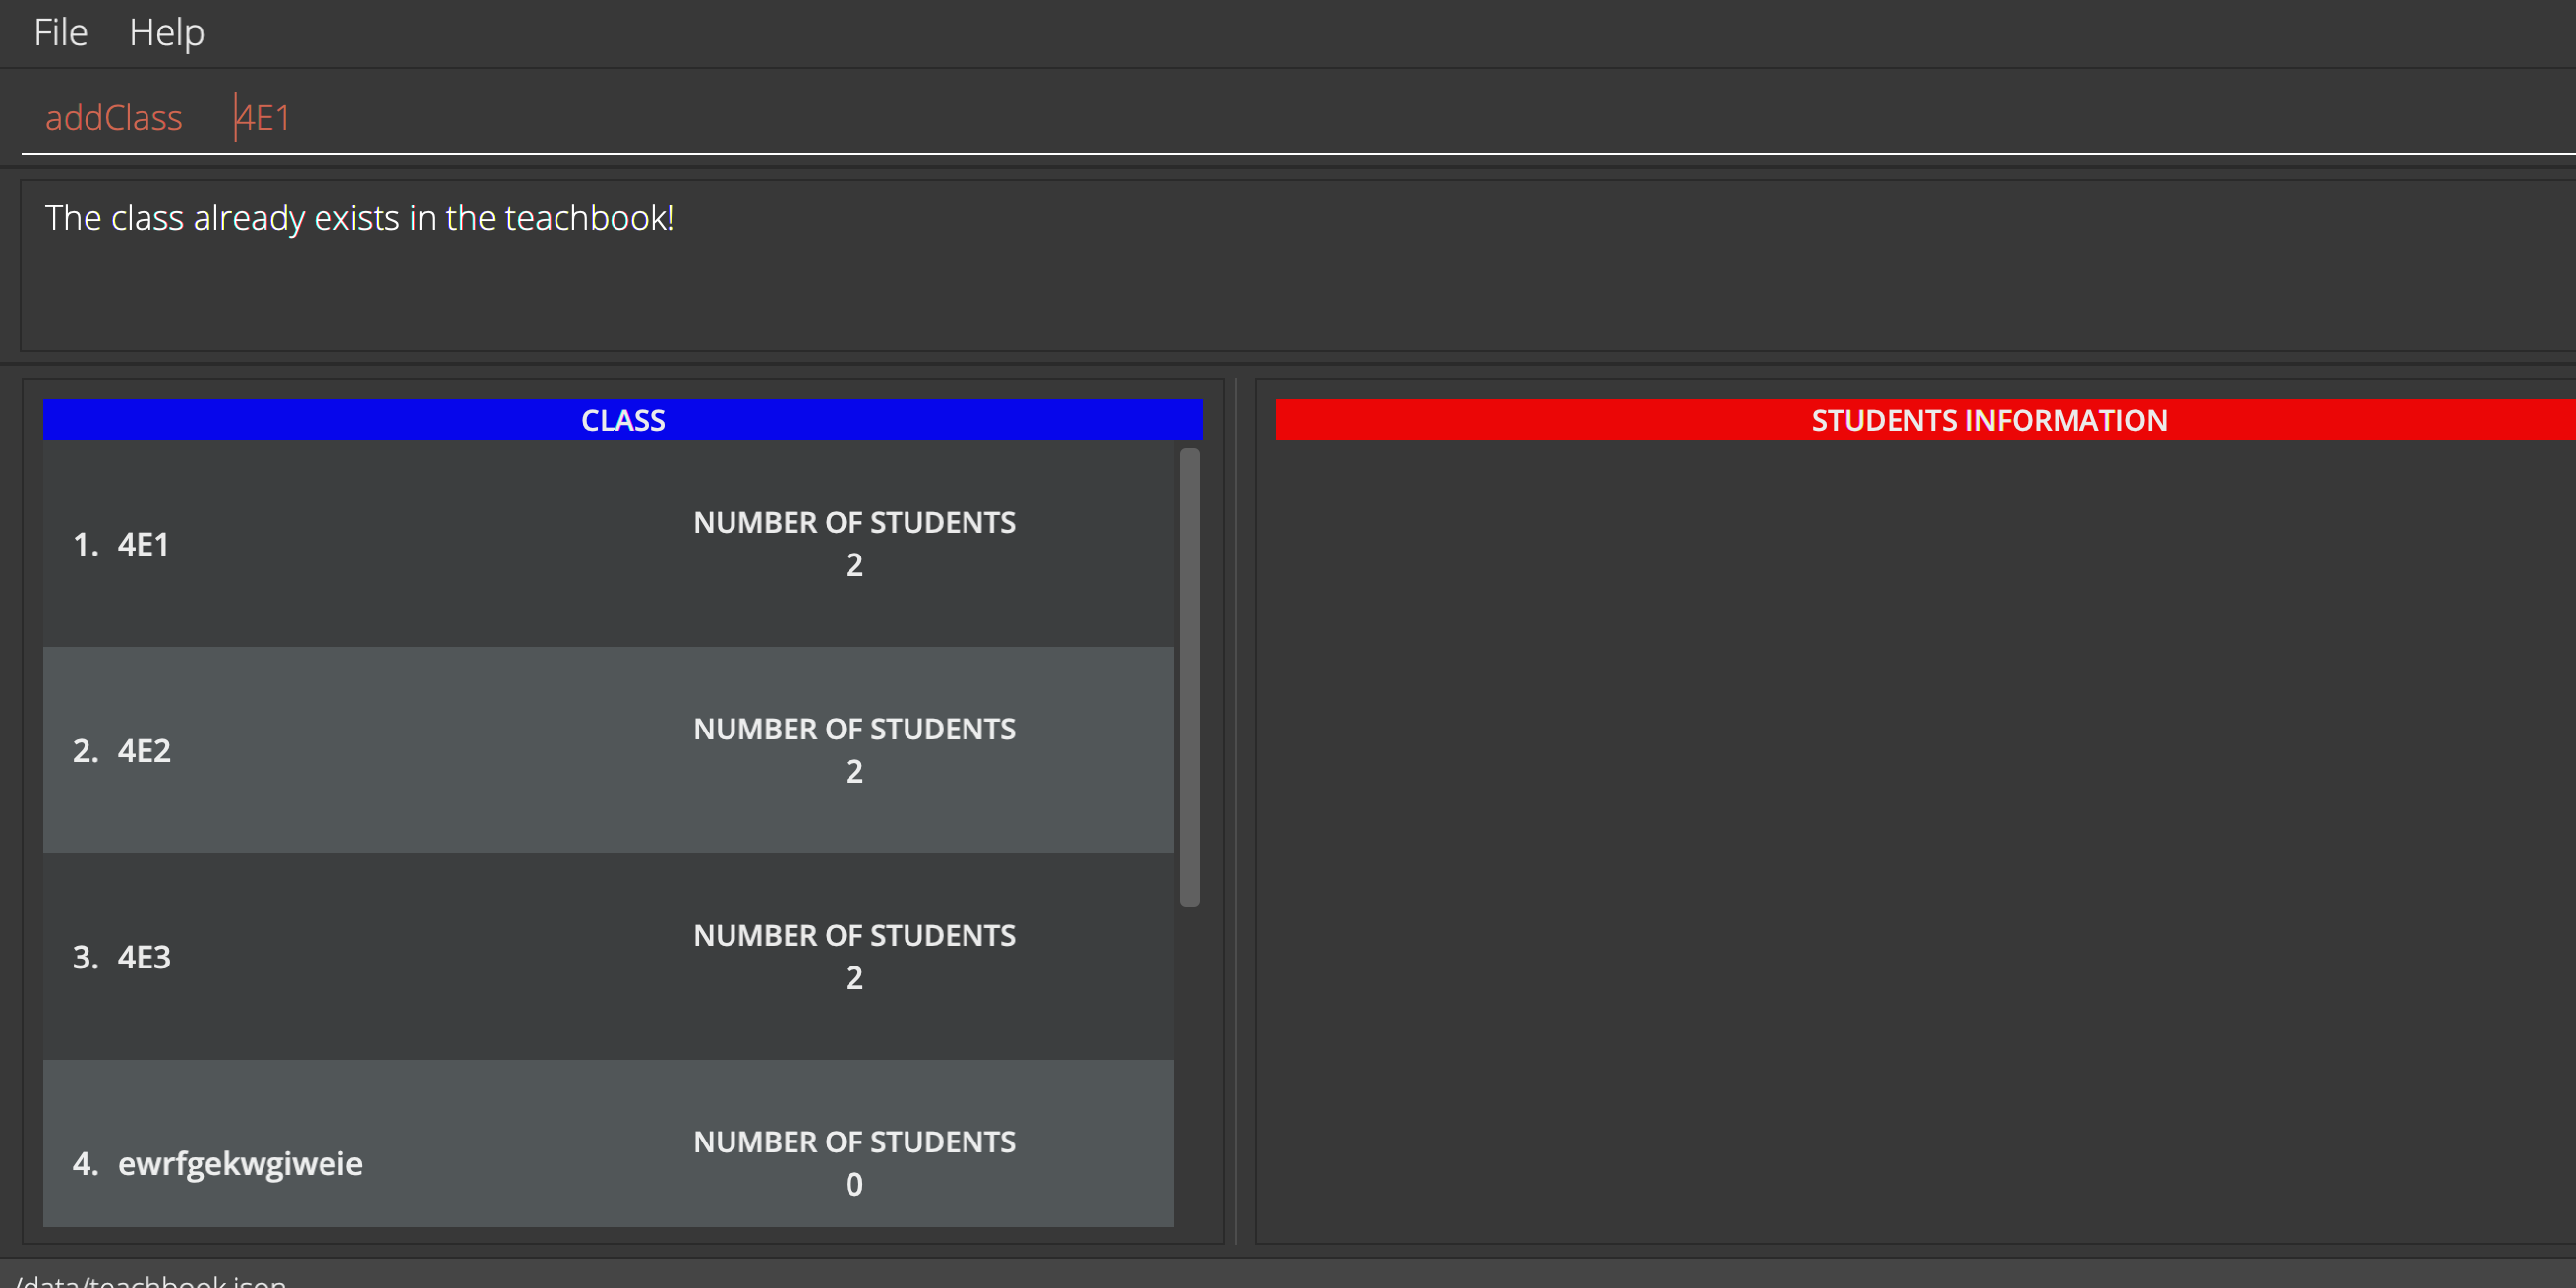 File Help
addClass 4E1
The class already exists in the teachbook!
CLASS
1. 4E1
NUMBER OF STUDENTS
2
2. 4E2
NUMBER OF STUDENTS
2
3. 4E3
NUMBER OF STUDENTS
2
4. ewrfgekwgiweie
NUMBER OF STUDENTS
0
STUDENTS INFORMATION
/data/teachbook.json